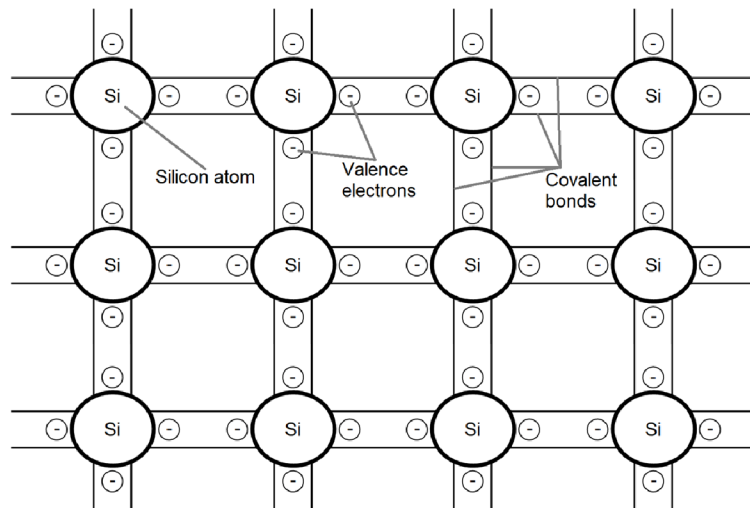 Si Si Si Si
Silicon atom
Valence
electrons
Covalent
bonds
Si Si Si Si
Si Si Si Si